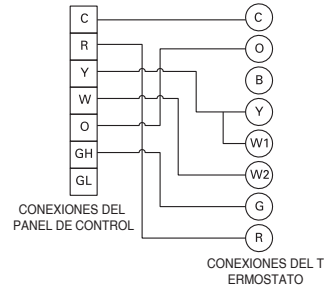 C
R
Y
W
O
GH
GL
CONEXIONES DEL
PANEL DE CONTROL
C
O
B
Y
W1
W2
G
R
CONEXIONES DEL T
ERMOSTATO